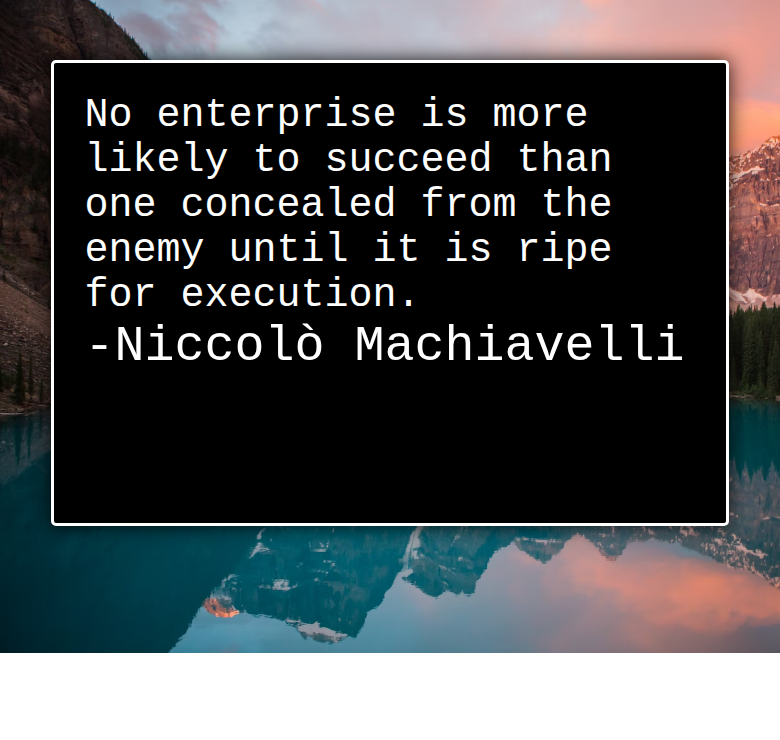 No enterprise is more
likely to succeed than
one concealed from the
enemy until it is ripe
for execution.
-Niccolò Machiavelli